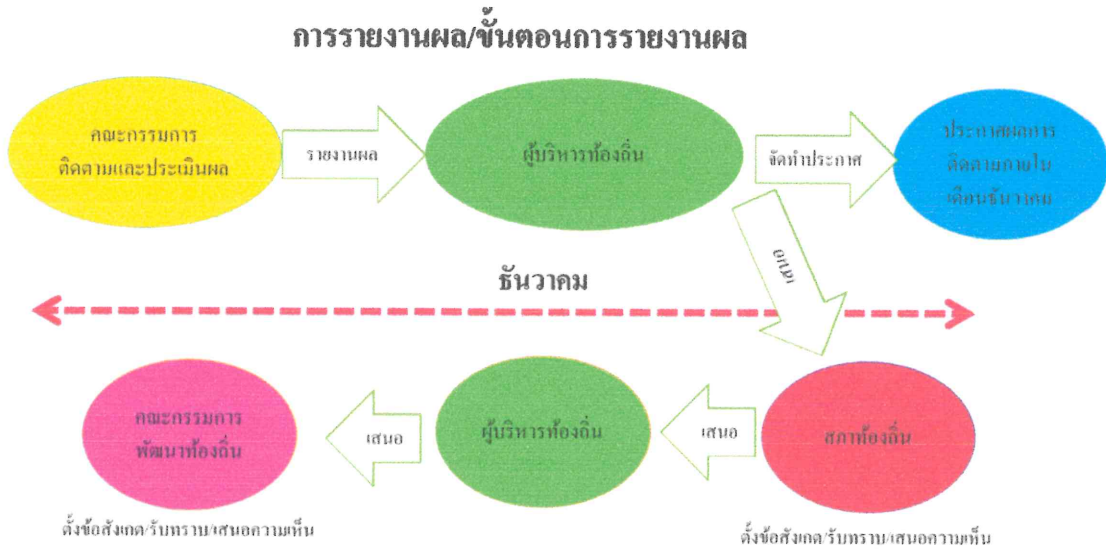 การรายงานผล/ขั้นตอนการรายงานผล
คณะกรรมการ
ติดตามและประเมินผล
รายงานผล
ผู้บริหารท้องถิ่น
จัดทำประกาศ
ประกาศผลการ
ติดตามภายใน
เดือนธันวาคม
เสนอ
ธันวาคม
คณะกรรมการ
พัฒนาท้องถิ่น
เสนอ
ผู้บริหารท้องถิ่น
เสนอ
สภาท้องถิ่น
ตั้งข้อสังเกต/รับทราบ/เสนอความเห็น
ตั้งข้อสังเกต/รับทราบ/เสนอความเห็น